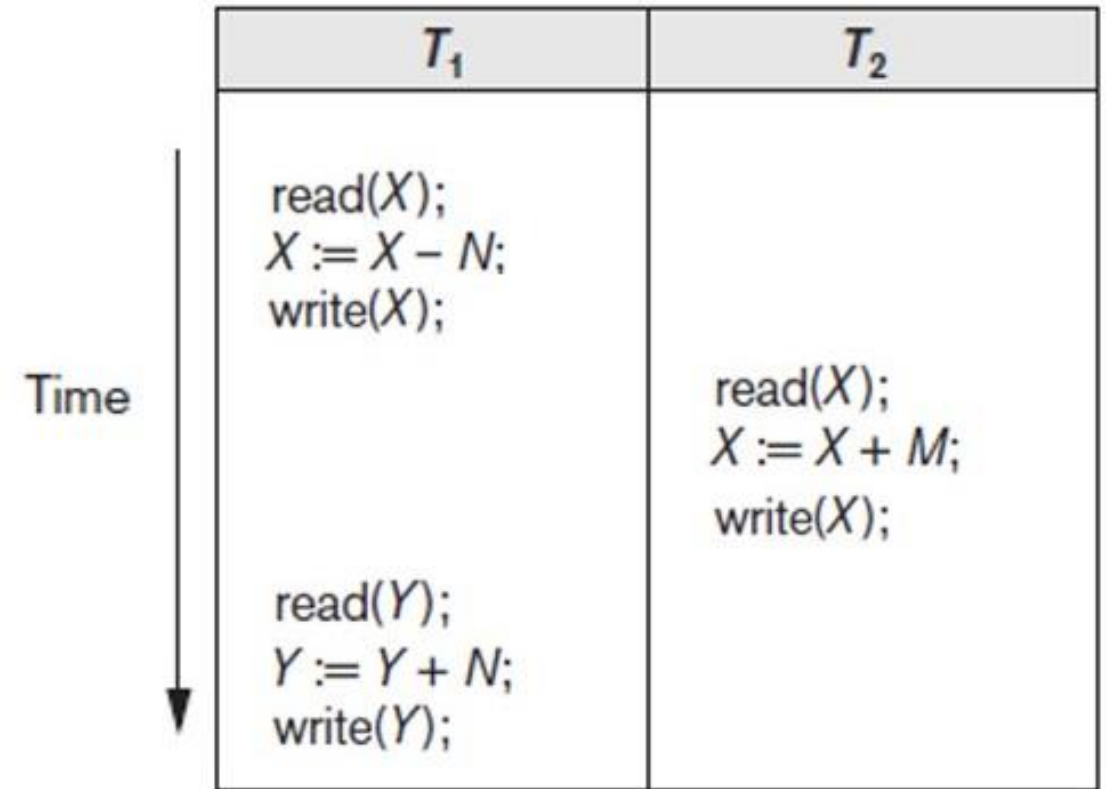 T₁ T₂
read(X);
X := X – N;
write(X);
Time
read(X);
X := X + M;
write(X);
read(Y);
Y := Y + N;
write(Y);